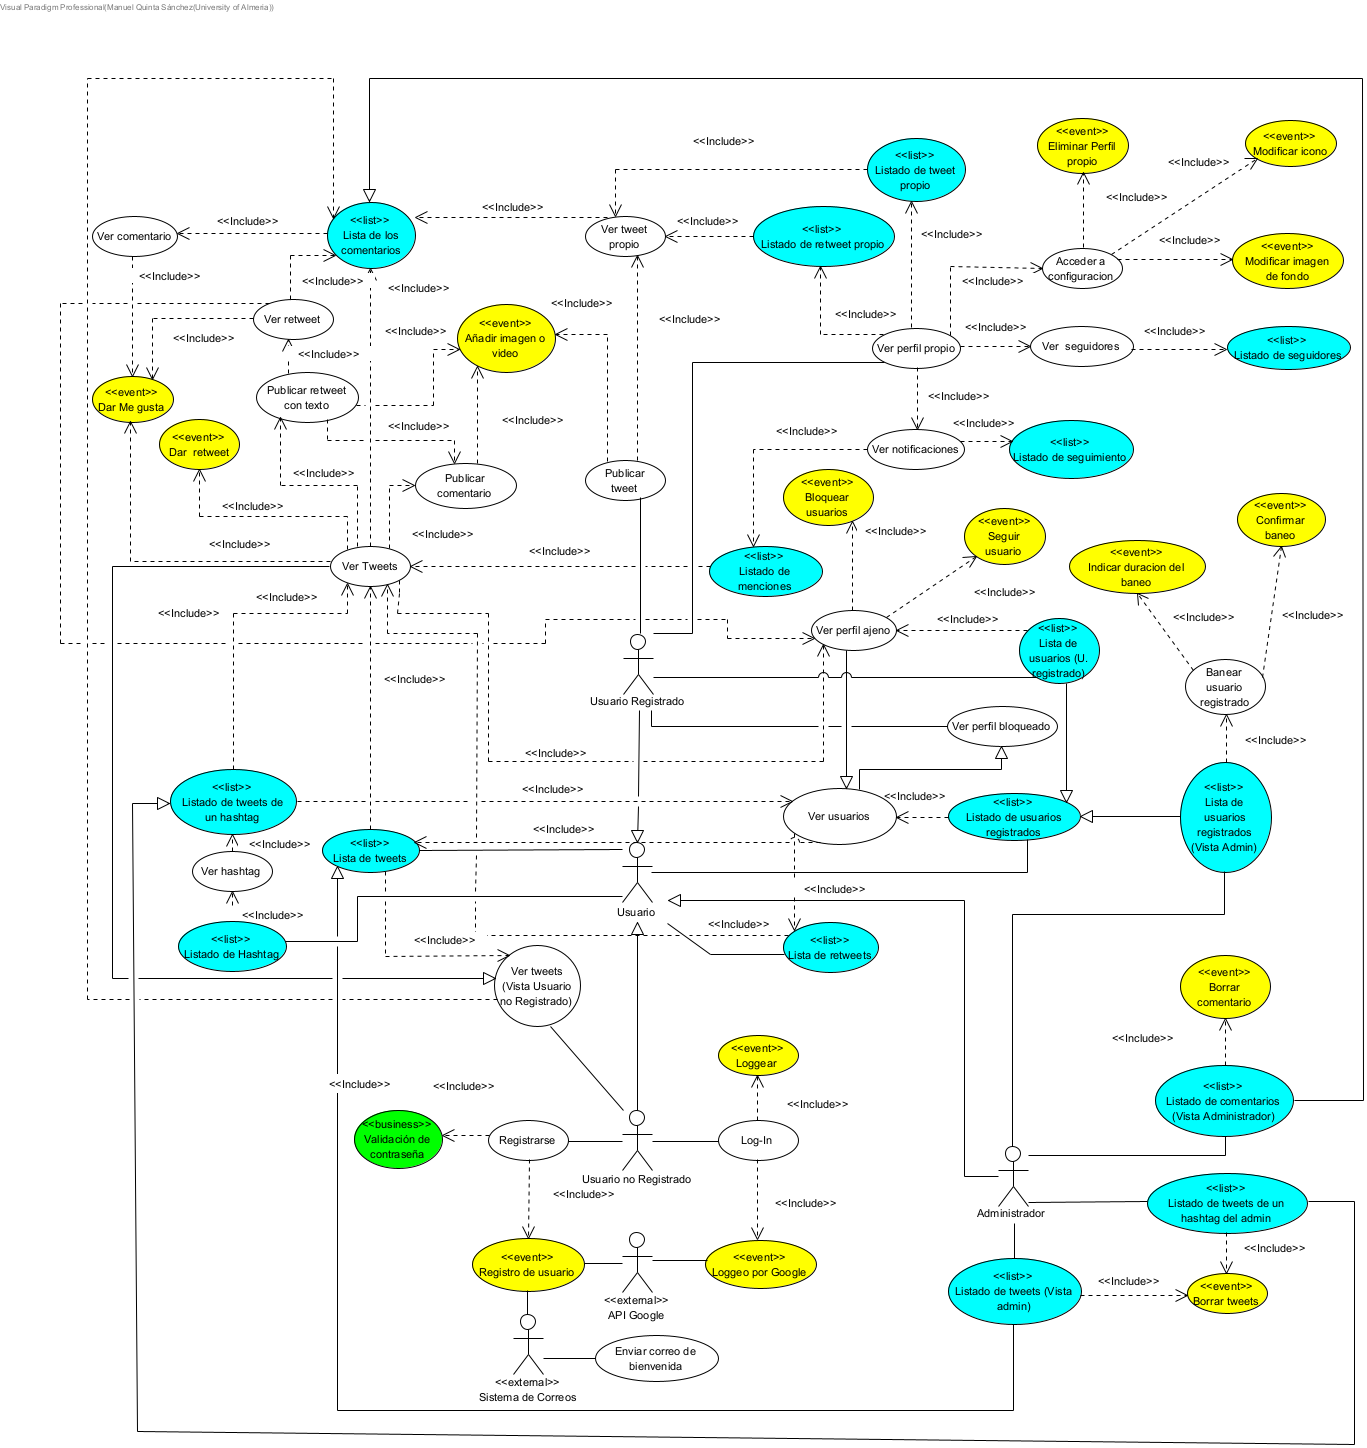 Visual Paradigm Professional(Manuel Quinta Sánchez(University of Almeria))
<<Include>>
<<event>>
Eliminar Perfil
propio
<<event>>
Modificar icono
<<list>>
Listado de tweet
propio
<<Include>>
<<Include>>
Ver comentario
<<Include>>
<<list>>
Lista de los
comentarios
<<Include>>
Ver tweet
propio
<<Include>>
<<list>>
Listado de retweet propio
<<Include>>
<<Include>>
<<event>>
Modificar imagen
de fondo
Acceder a
configuracion
<<Include>>
<<Include>>
<<Include>>
<<Include>>
<<Include>>
<<Include>>
Ver retweet
<<Include>>
<<event>>
Añadir imagen o
video
<<Include>>
<<Include>>
<<Include>>
<<Include>>
<<Include>>
Ver perfil propio
Ver  seguidores
<<list>>
Listado de seguidores
<<Include>>
<<Include>>
<<event>>
Dar Me gusta
Publicar retweet
con texto
<<Include>>
<<event>>
Dar  retweet
<<Include>>
<<Include>>
<<Include>>
<<Include>>
Ver notificaciones
<<list>>
Listado de seguimiento
<<Include>>
Publicar
comentario
Publicar
tweet
<<event>>
Bloquear
usuarios
<<event>>
Seguir
usuario
<<event>>
Confirmar
baneo
<<Include>>
<<Include>>
<<Include>>
<<Include>>
<<Include>>
Ver Tweets
<<list>>
Listado de
menciones
<<event>>
Indicar duracion del
baneo
<<Include>>
<<Include>>
<<Include>>
<<Include>>
<<Include>>
<<Include>>
Ver perfil ajeno
<<list>>
Lista de
usuarios (U.
registrado)
Banear
usuario
registrado
<<Include>>
Usuario Registrado
Ver perfil bloqueado
<<Include>>
<<Include>>
<<list>>
Listado de tweets de
un hashtag
<<Include>>
Ver usuarios
<<Include>>
<<list>>
Listado de usuarios
registrados
<<list>>
Lista de
usuarios
registrados
(Vista Admin)
<<Include>>
<<Include>>
<<list>>
Lista de tweets
Ver hashtag
<<Include>>
<<Include>>
Usuario
<<Include>>
<<list>>
Listado de Hashtag
<<Include>>
<<list>>
Lista de retweets
Ver tweets
(Vista Usuario
no Registrado)
<<event>>
Borrar
comentario
<<Include>>
<<event>>
Loggear
<<Include>>
<<Include>>
<<Include>>
<<list>>
Listado de comentarios
(Vista Administrador)
<<business>>
Validación de
contraseña
Registrarse
Log-In
Usuario no Registrado
<<Include>>
<<Include>>
Administrador
<<list>>
Listado de tweets de un
hashtag del admin
<<Include>>
<<event>>
Registro de usuario
<<event>>
Loggeo por Google
<<external>>
API Google
<<list>>
Listado de tweets (Vista
admin)
<<Include>>
<<event>>
Borrar tweets
Enviar correo de
bienvenida
<<external>>
Sistema de Correos